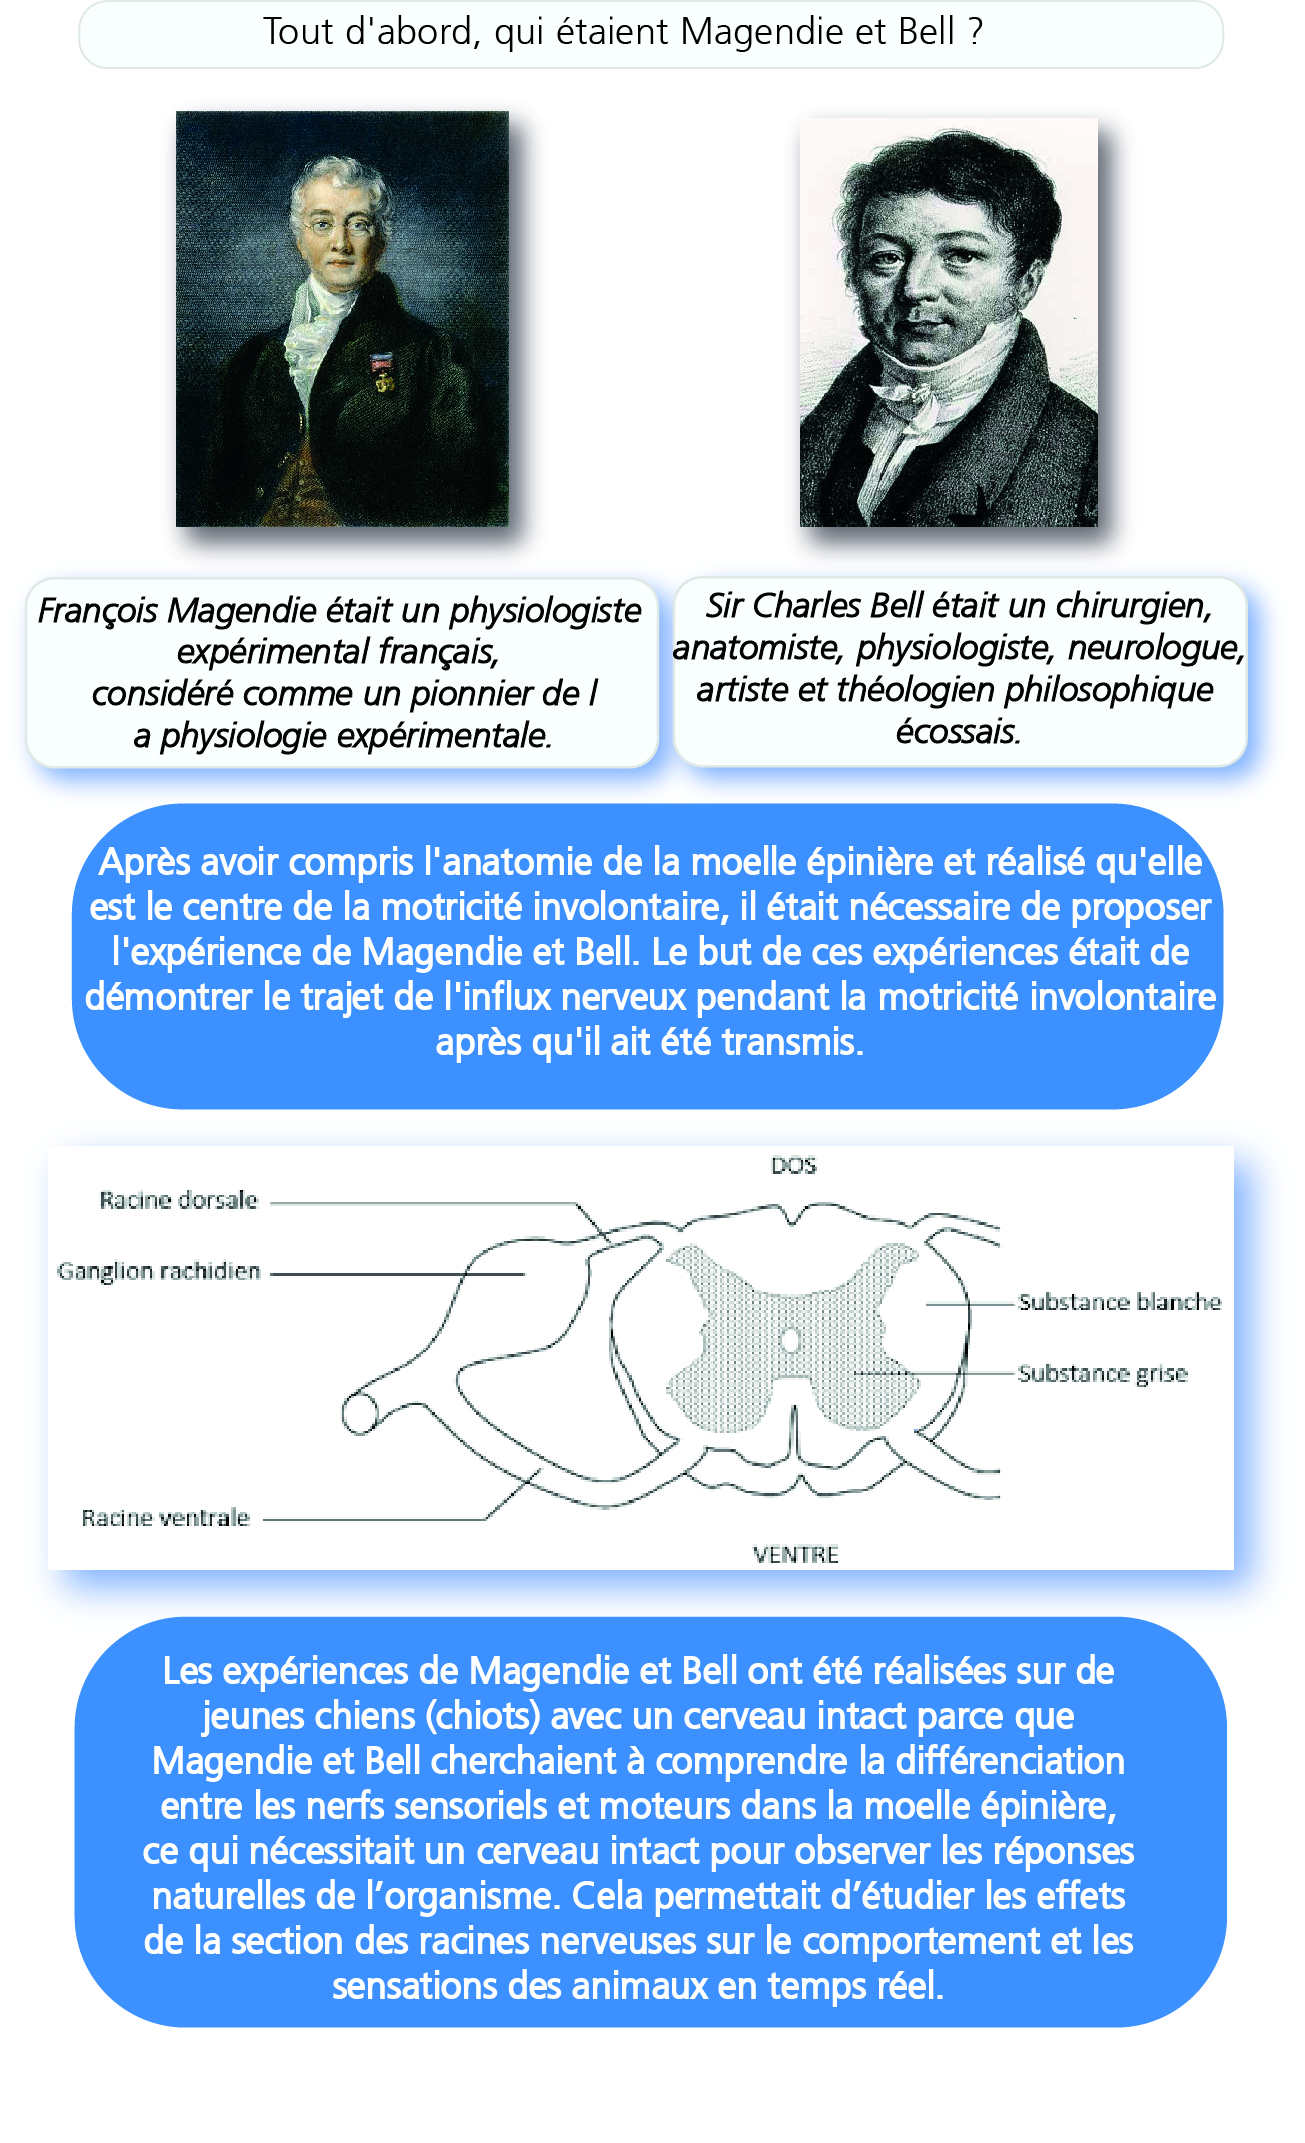 Tout d'abord, qui étaient Magendie et Bell ?
François Magendie était un physiologiste
expérimental français,
considéré comme un pionnier de l
a physiologie expérimentale.
Sir Charles Bell était un chirurgien,
anatomiste, physiologiste, neurologue,
artiste et théologien philosophique
écossais.
Après avoir compris l'anatomie de la moelle épinière et réalisé qu'elle
est le centre de la motricité involontaire, il était nécessaire de proposer
l'expérience de Magendie et Bell. Le but de ces expériences était de
démontrer le trajet de l'influx nerveux pendant la motricité involontaire
après qu'il ait été transmis.
DOS
Racine dorsale
Ganglion rachidien
Substance blanche
Substance grise
Racine ventrale
VENTRE
Les expériences de Magendie et Bell ont été réalisées sur de
jeunes chiens (chiots) avec un cerveau intact parce que
Magendie et Bell cherchaient à comprendre la différenciation
entre les nerfs sensoriels et moteurs dans la moelle épinière,
ce qui nécessitait un cerveau intact pour observer les réponses
naturelles de l’organisme. Cela permettait d’étudier les effets
de la section des racines nerveuses sur le comportement et les
sensations des animaux en temps réel.